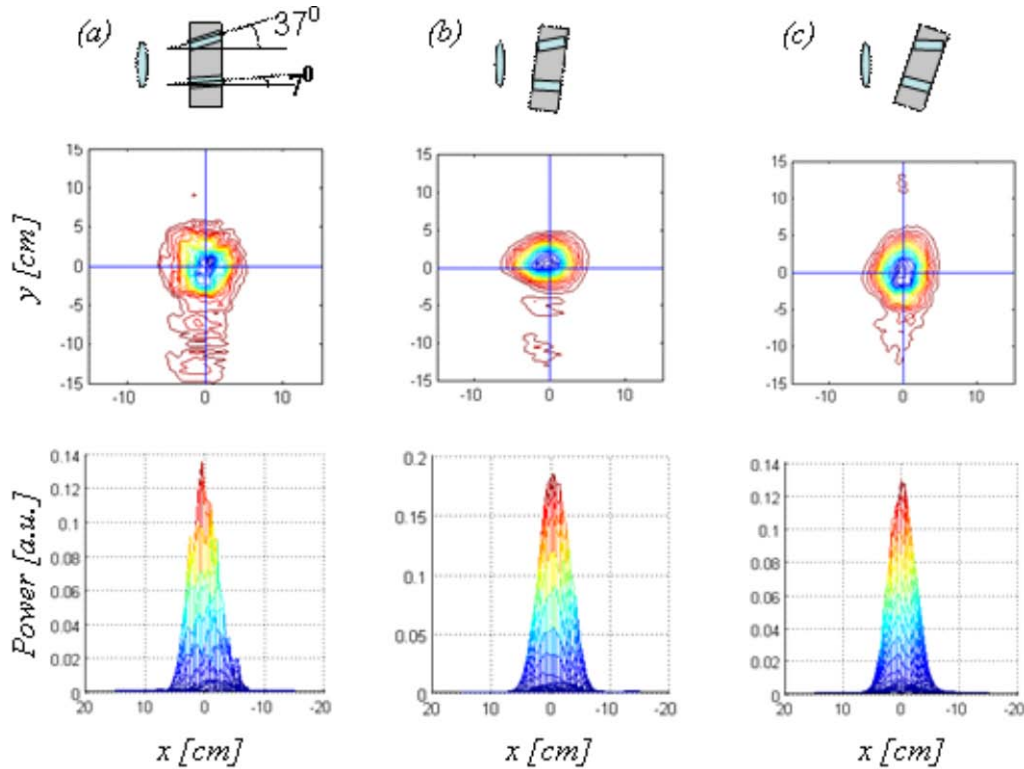 (a) 37⁰ (b) (c)
7⁰
15 15 15
10 10 10
5 5 5
y [cm] 0 0 0
-5 -5 -5
-10 -10 -10
-15 -15 -15
-10 0 10 -10 0 10 -10 0 10
0.14 0.2 0.14
0.12 0.12
0.1 0.15 0.1
Power [a.u.] 0.08 0.1 0.08
0.06 0.06
0.04 0.05 0.04
0.02 0.02
0 0 0
20 10 0 -10 -20 20 10 0 -10 -20 20 10 0 -10 -20
x [cm] x [cm] x [cm]